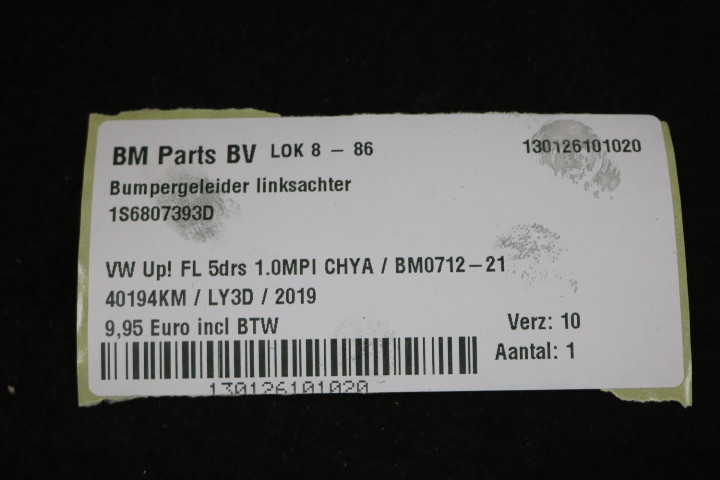 BM Parts BV LOK 8 – 86 130126101020
Bumpergeleider linksachter
1S6807393D
VW Up! FL 5drs 1.0MPI CHYA / BM0712–21
40194KM / LY3D / 2019
9,95 Euro incl BTW Verz: 10
Aantal: 1
130126101020